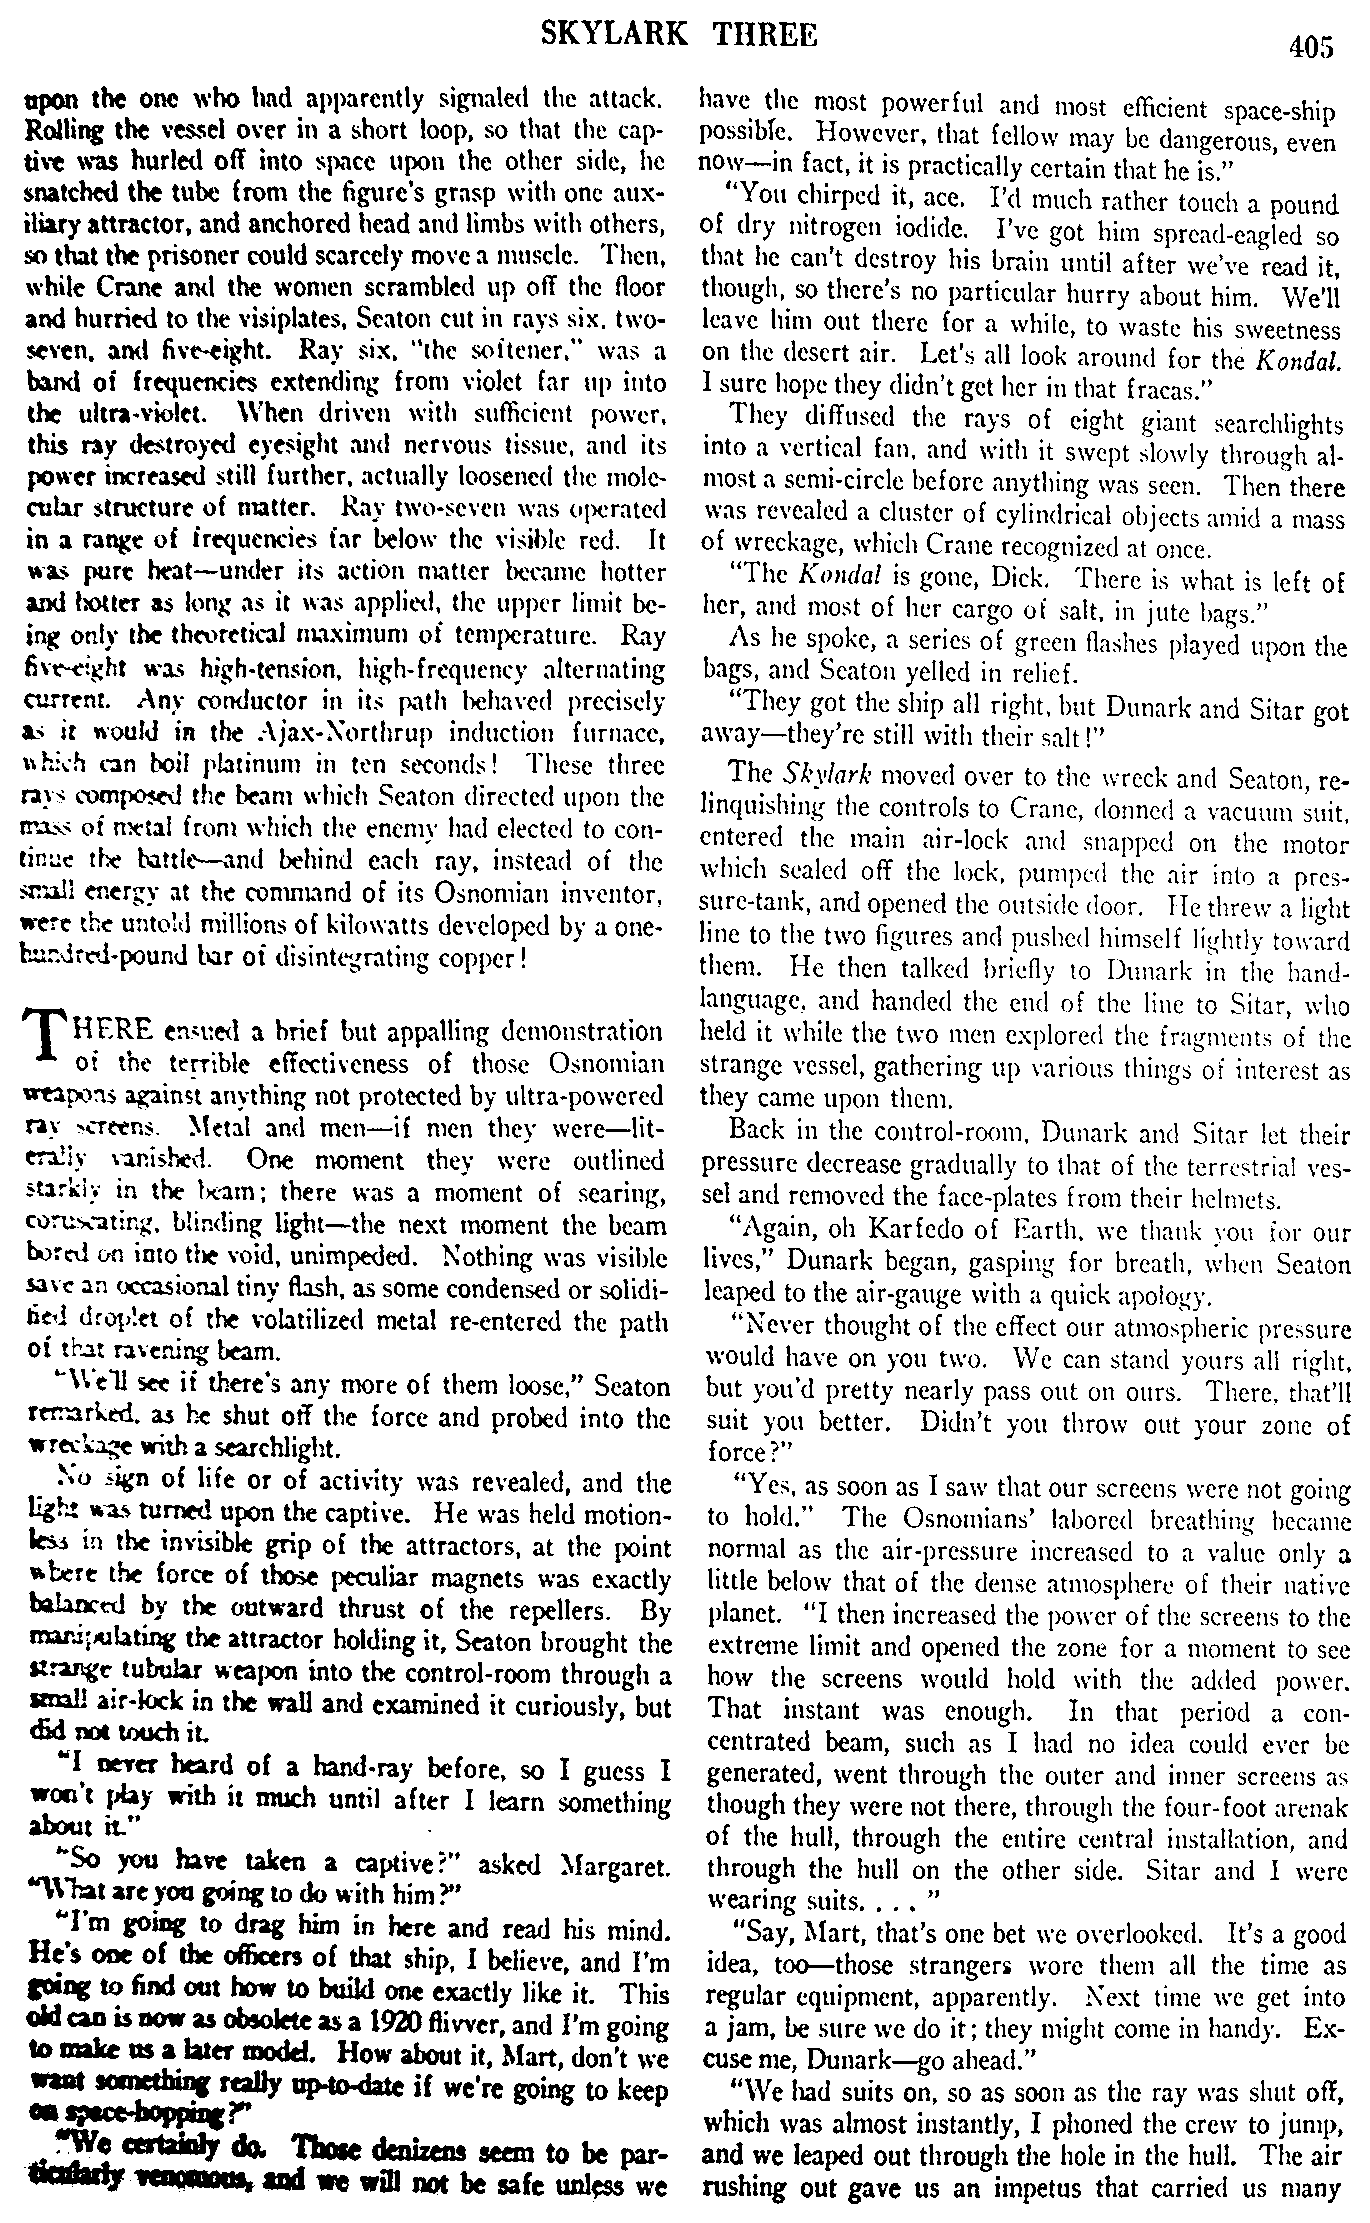 SKYLARK THREE
405
upon the one who had apparently signaled the attack.
Rolling the vessel over in a short loop, so that the cap-
tive was hurled off into space upon the other side, he
snatched the tube from the figure's grasp with one aux-
iliary attractor, and anchored head and limbs with others,
so that the prisoner could scarcely move a muscle. Then,
while Crane and the women scrambled up off the floor
and hurried to the visiplates, Seaton cut in rays six, two-
seven, and five-eight. Ray six, "the softener," was a
band of frequencies extending from violet far up into
the ultra-violet. When driven with sufficient power,
this ray destroyed eyesight and nervous tissue, and its
power increased still further, actually loosened the mole-
cular structure of matter. Ray two-seven was operated
in a range of frequencies far below the visible red. It
was pure heat—under its action matter became hotter
and hotter as long as it was applied, the upper limit be-
ing only the theoretical maximum of temperature. Ray
five-eight was high-tension, high-frequency alternating
current. Any conductor in its path behaved precisely
as it would in the Ajax-Northrup induction furnace,
which can boil platinum in ten seconds! These three
rays composed the beam which Seaton directed upon the
mass of metal from which the enemy had elected to con-
tinue the battle—and behind each ray, instead of the
small energy at the command of its Osnomian inventor,
were the untold millions of kilowatts developed by a one-
hundred-pound bar of disintegrating copper!
THERE ensued a brief but appalling demonstration
of the terrible effectiveness of those Osnomian
weapons against anything not protected by ultra-powered
ray screens. Metal and men—if men they were—lit-
erally vanished. One moment they were outlined
starkly in the beam; there was a moment of searing,
coruscating, blinding light—the next moment the beam
bored on into the void, unimpeded. Nothing was visible
save an occasional tiny flash, as some condensed or solidi-
fied droplet of the volatilized metal re-entered the path
of that ravening beam.
"We'll see if there's any more of them loose," Seaton
remarked, as he shut off the force and probed into the
wreckage with a searchlight.
No sign of life or of activity was revealed, and the
light was turned upon the captive. He was held motion-
less in the invisible grip of the attractors, at the point
where the force of those peculiar magnets was exactly
balanced by the outward thrust of the repellers. By
manipulating the attractor holding it, Seaton brought the
strange tubular weapon into the control-room through a
small air-lock in the wall and examined it curiously, but
did not touch it.
"I never heard of a hand-ray before, so I guess I
won't play with it much until after I learn something
about it."
"So you have taken a captive?" asked Margaret.
"What are you going to do with him?"
"I'm going to drag him in here and read his mind.
He's one of the officers of that ship, I believe, and I'm
going to find out how to build one exactly like it. This
old can is now as obsolete as a 1920 flivver, and I'm going
to make us a later model. How about it, Mart, don't we
want something really up-to-date if we're going to keep
on space-hopping?"
"We certainly do. Those denizens seem to be par-
ticularly venomous, and we will not be safe unless we
have the most powerful and most efficient space-ship
possible. However, that fellow may be dangerous, even
now—in fact, it is practically certain that he is."
"You chirped it, ace. I'd much rather touch a pound
of dry nitrogen iodide. I've got him spread-eagled so
that he can't destroy his brain until after we've read it,
though, so there's no particular hurry about him. We'll
leave him out there for a while, to waste his sweetness
on the desert air. Let's all look around for the Kondal.
I sure hope they didn't get her in that fracas."
They diffused the rays of eight giant searchlights
into a vertical fan, and with it swept slowly through al-
most a semi-circle before anything was seen. Then there
was revealed a cluster of cylindrical objects amid a mass
of wreckage, which Crane recognized at once.
"The Kondal is gone, Dick. There is what is left of
her, and most of her cargo of salt, in jute bags."
As he spoke, a series of green flashes played upon the
bags, and Seaton yelled in relief.
"They got the ship all right, but Dunark and Sitar got
away—they're still with their salt!"
The Skylark moved over to the wreck and Seaton, re-
linquishing the controls to Crane, donned a vacuum suit,
entered the main air-lock and snapped on the motor
which sealed off the lock, pumped the air into a pres-
sure-tank, and opened the outside door. He threw a light
line to the two figures and pushed himself lightly toward
them. He then talked briefly to Dunark in the hand-
language, and handed the end of the line to Sitar, who
held it while the two men explored the fragments of the
strange vessel, gathering up various things of interest as
they came upon them.
Back in the control-room, Dunark and Sitar let their
pressure decrease gradually to that of the terrestrial ves-
sel and removed the face-plates from their helmets.
"Again, oh Karfedo of Earth, we thank you for our
lives," Dunark began, gasping for breath, when Seaton
leaped to the air-gauge with a quick apology.
"Never thought of the effect our atmospheric pressure
would have on you two. We can stand yours all right,
but you'd pretty nearly pass out on ours. There, that'll
suit you better. Didn't you throw out your zone of
force?"
"Yes, as soon as I saw that our screens were not going
to hold." The Osnomians' labored breathing became
normal as the air-pressure increased to a value only a
little below that of the dense atmosphere of their native
planet. "I then increased the power of the screens to the
extreme limit and opened the zone for a moment to see
how the screens would hold with the added power.
That instant was enough. In that period a con-
centrated beam, such as I had no idea could ever be
generated, went through the outer and inner screens as
though they were not there, through the four-foot arenak
of the hull, through the entire central installation, and
through the hull on the other side. Sitar and I were
wearing suits. . . . "
"Say, Mart, that's one bet we overlooked. It's a good
idea, too—those strangers wore them all the time as
regular equipment, apparently. Next time we get into
a jam, be sure we do it; they might come in handy. Ex-
cuse me, Dunark—go ahead."
"We had suits on, so as soon as the ray was shut off,
which was almost instantly, I phoned the crew to jump,
and we leaped out through the hole in the hull. The air
rushing out gave us an impetus that carried us many